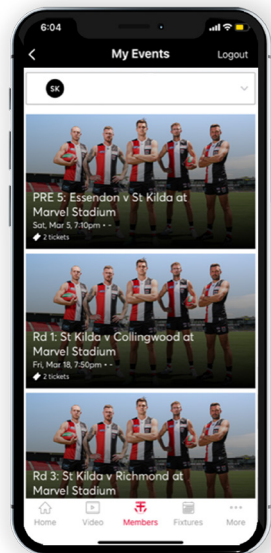 6:04
My Events
Logout
SK
PRE 5: Essendon v St Kilda at
Marvel Stadium
Sat, Mar 5, 7:10pm • -
2 tickets
Rd 1: St Kilda v Collingwood at
Marvel Stadium
Fri, Mar 18, 7:50pm • -
2 tickets
Rd 3: St Kilda v Richmond at
Marvel Stadium
Home
Video
Members
Fixtures
More